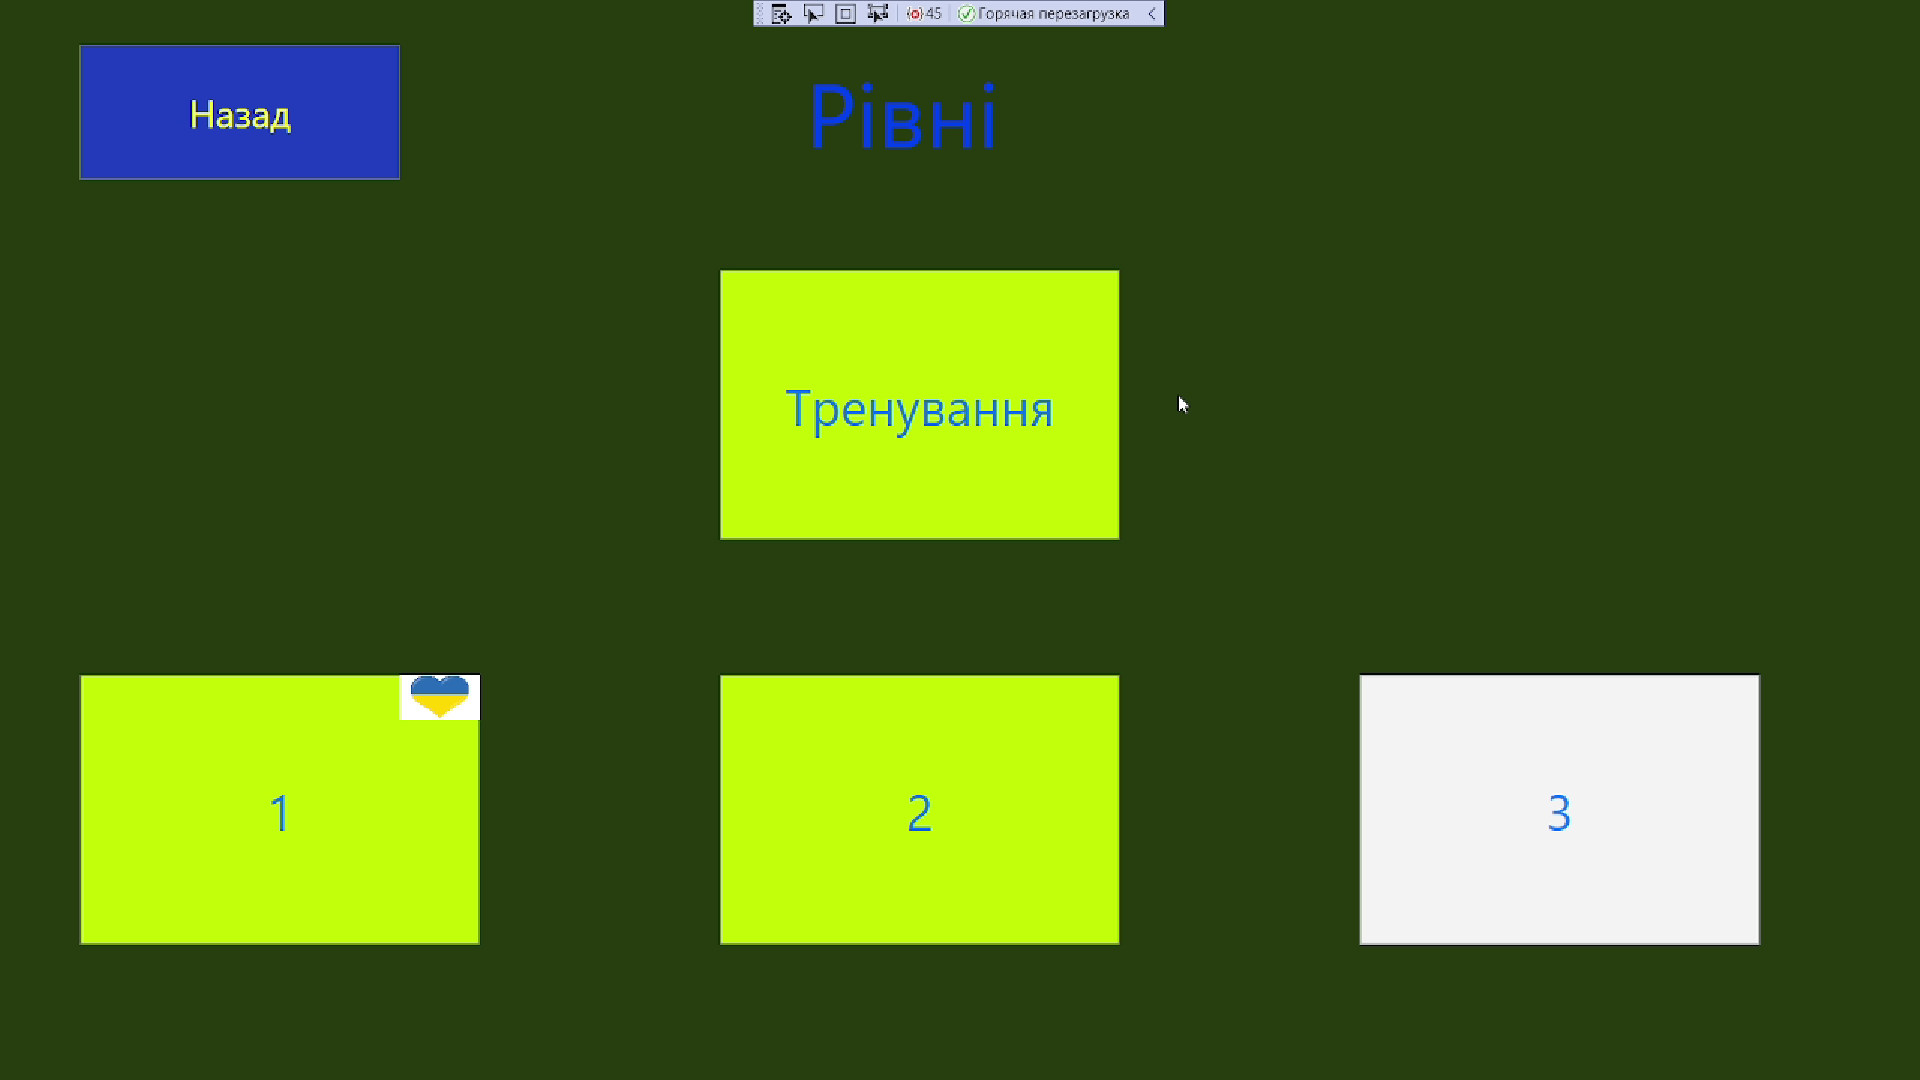 45 Горячая перезагрузка
Назад
Рівні
Тренування
1
2
3